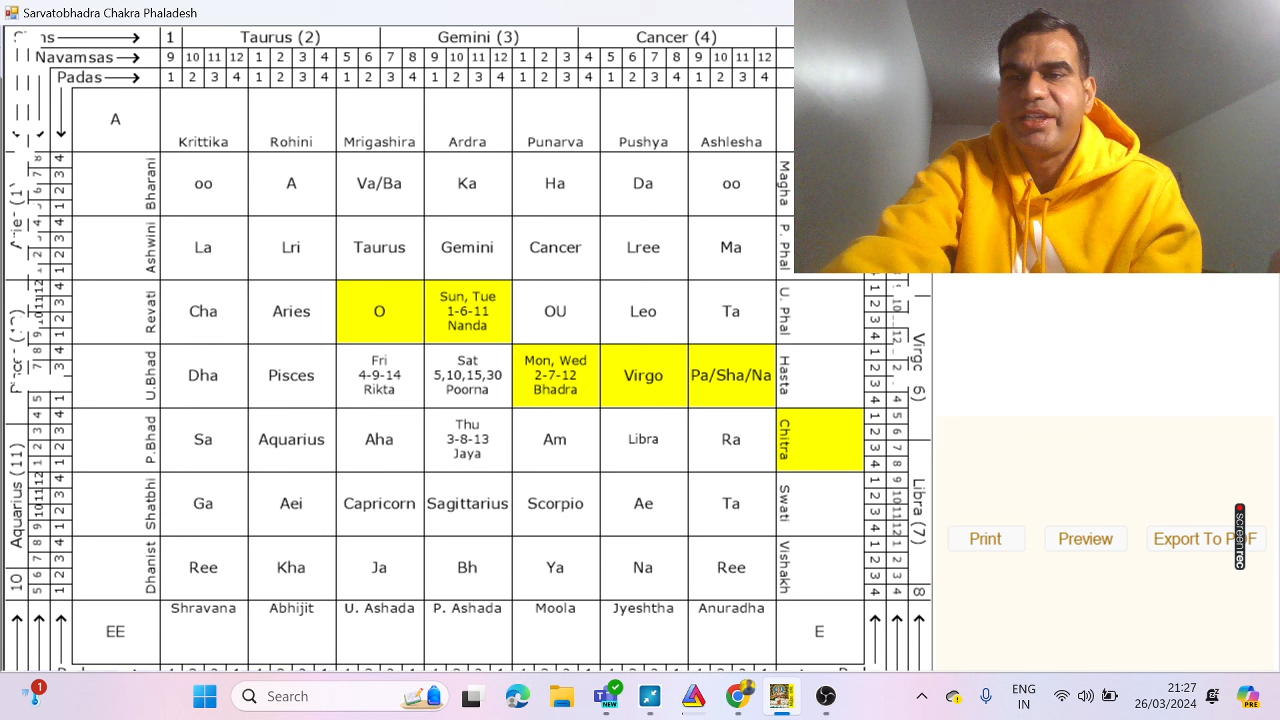 Sarvatobhadra Chakra Phaladesh
1 Taurus (2) Gemini (3) Cancer (4)
Navamsas 9 10 11 12 1 2 3 4 5 6 7 8 9 10 11 12 1 2 3 4 5 6 7 8 9 10 11 12
Padas 1 2 3 4 1 2 3 4 1 2 3 4 1 2 3 4 1 2 3 4 1 2 3 4 1 2 3 4
A
Krittika Rohini Mrigashira Ardra Punarva Pushya Ashlesha
Bharani oo A Va/Ba Ka Ha Da oo Magha
Ashwini La Lri Taurus Gemini Cancer Lree Ma P. Phal
Revati Cha Aries O Sun, Tue
1-6-11
Nanda
OU Leo Ta U. Phal
U.Bhad Dha Pisces Fri
4-9-14
Rikta
Sat
5,10,15,30
Poorna
Mon, Wed
2-7-12
Bhadra
Virgo Pa/Sha/Na Hasta
P.Bhad Sa Aquarius Aha Thu
3-8-13
Jaya
Am Libra Ra Chitra
Shatbhi Ga Aei Capricorn Sagittarius Scorpio Ae Ta Swati
Dhanist Ree Kha Ja Bh Ya Na Ree Vishakh
Shravana Abhijit U. Ashada P. Ashada Moola Jyeshtha Anuradha
EE E
Aquarius (11)
10
Libra (7)
8
Print Preview Export To PDF
screenrec
1 Search NEW ENG
IN
21:27
26/03/2024
PRE